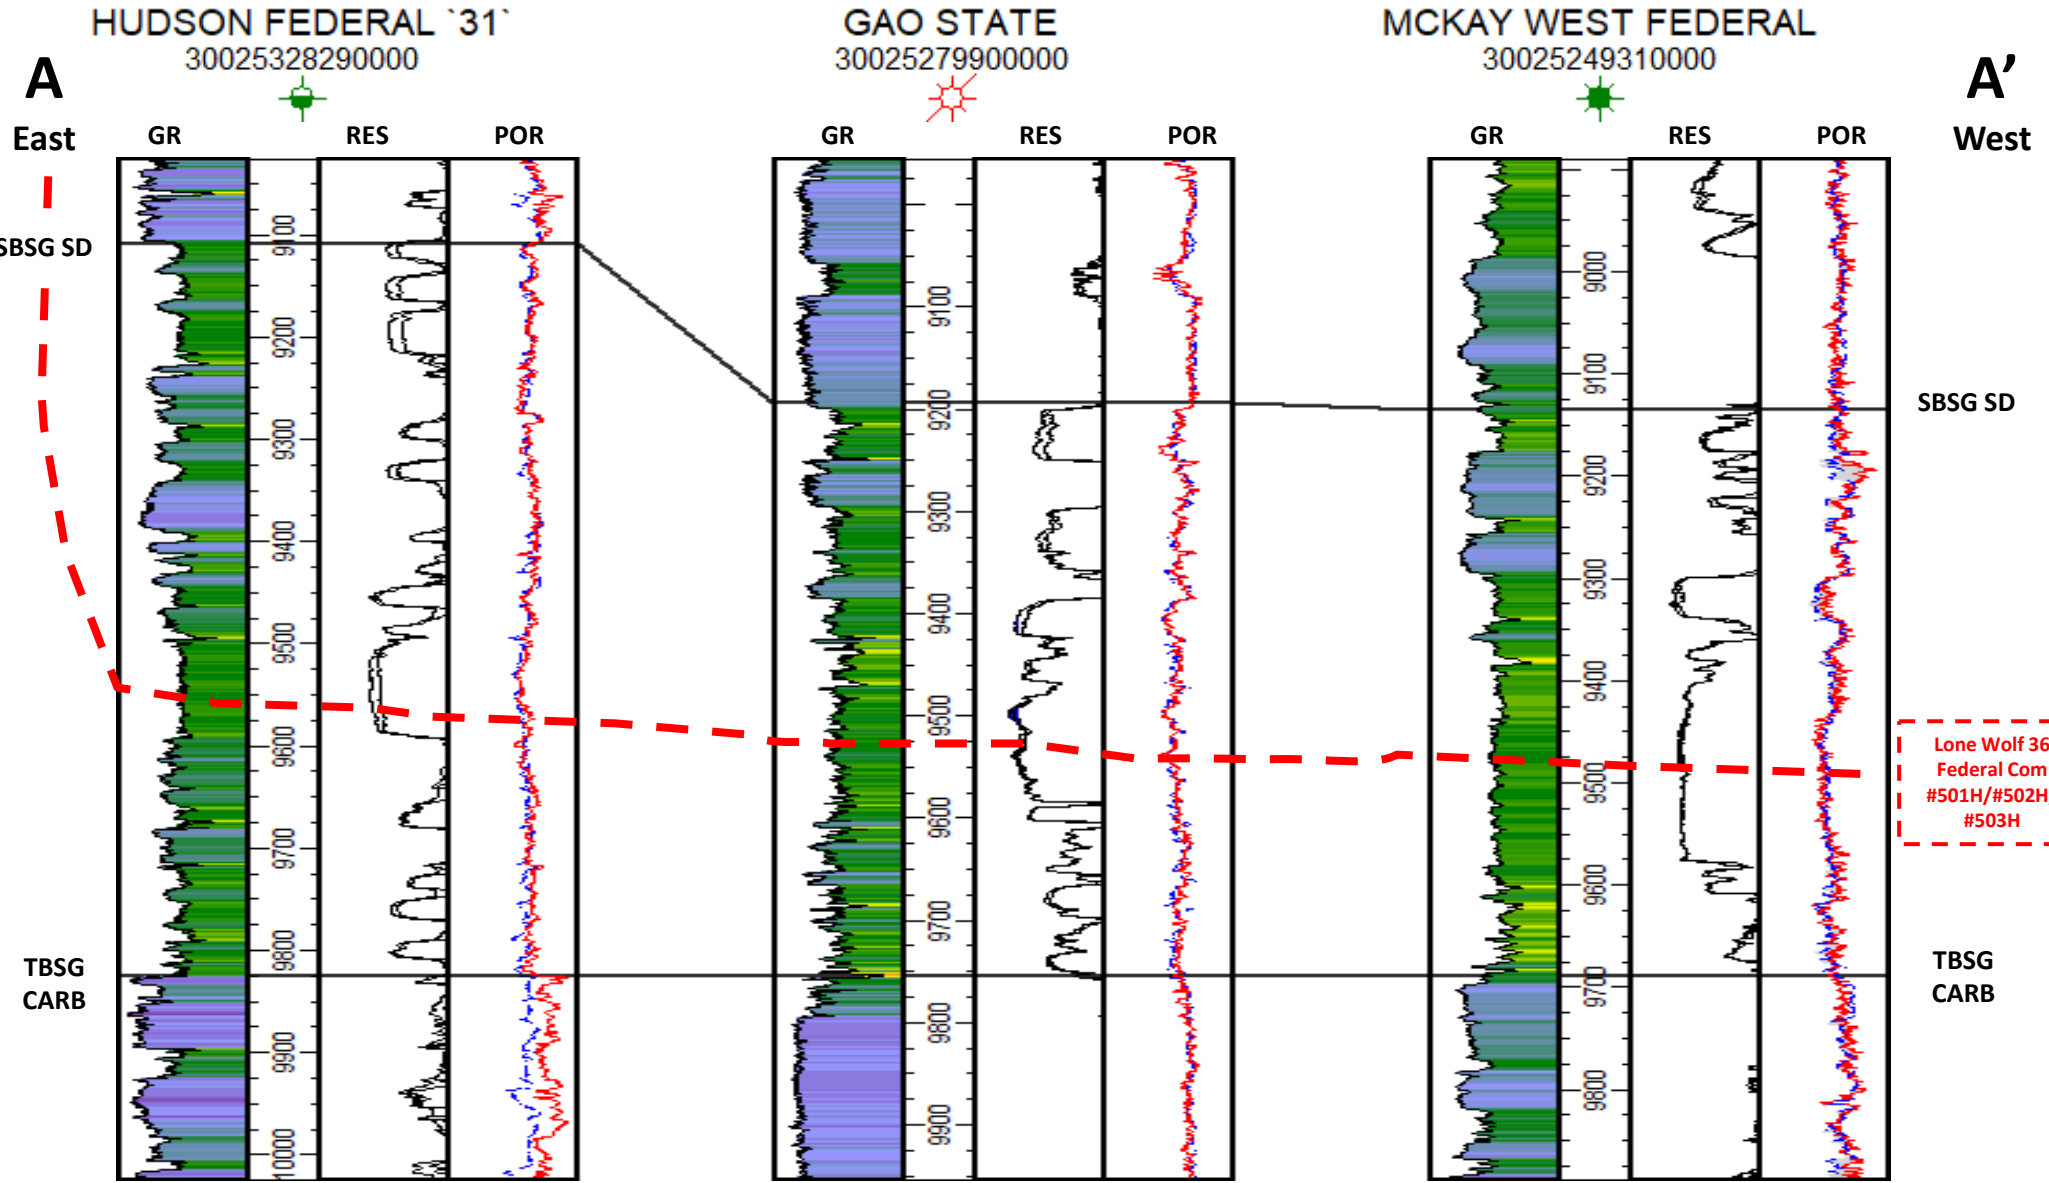 HUDSON FEDERAL `31`
30025328290000
GAO STATE
30025279900000
MCKAY WEST FEDERAL
30025249310000
A
East
A'
West
GR
RES
POR
GR
RES
POR
GR
RES
POR
SBSG SD
SBSG SD
TBSG
CARB
TBSG
CARB
9100
9200
9300
9400
9500
9600
9700
9800
9900
10000
9100
9200
9300
9400
9500
9600
9700
9800
9900
9000
9100
9200
9300
9400
9500
9600
9700
9800
Lone Wolf 36
Federal Com
#501H/#502H
#503H